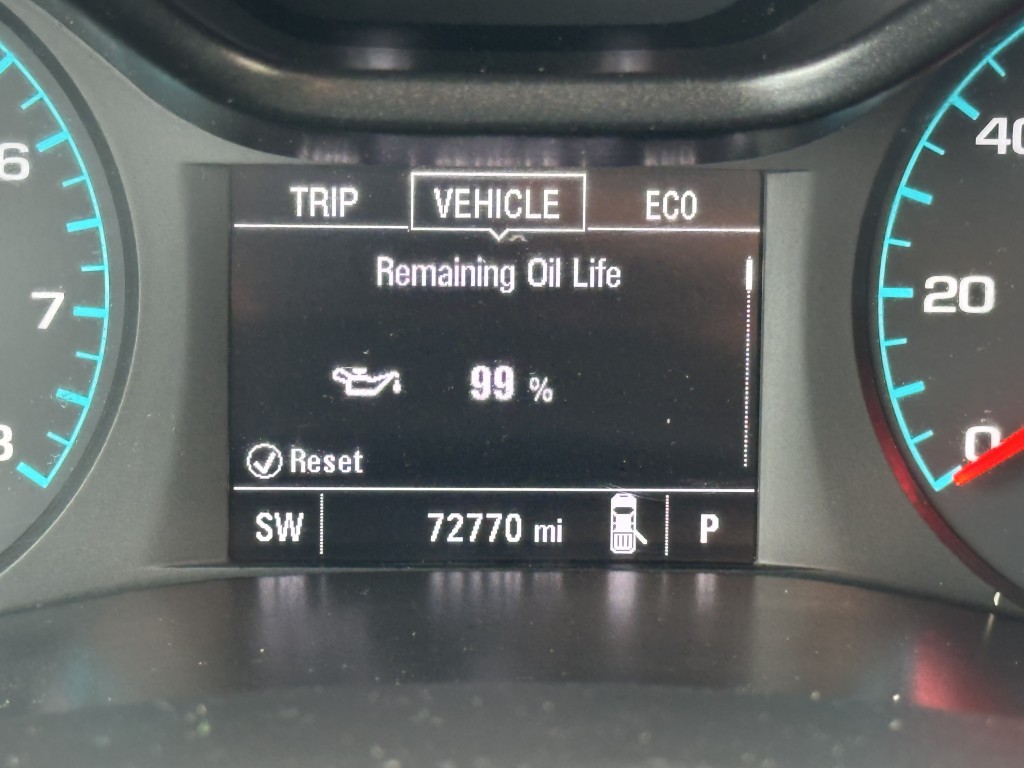 TRIP VEHICLE ECO
Remaining Oil Life
99 %
Reset
SW 72770 mi P
6
7
8
40
20
0